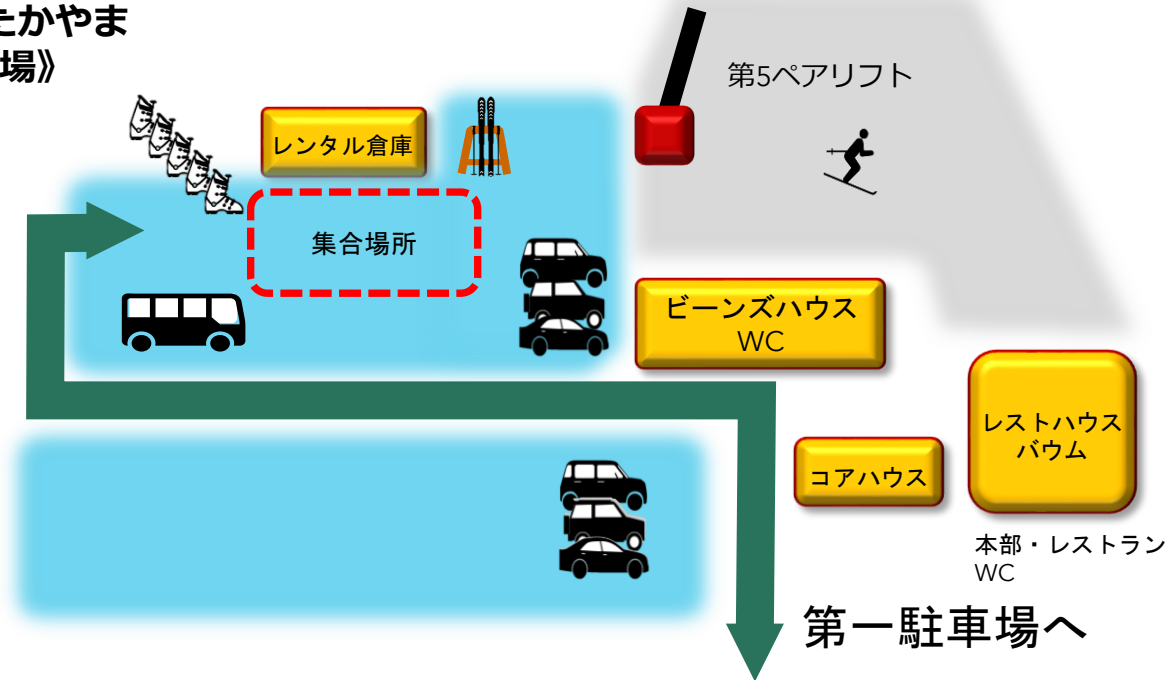 たかやま
場》
第5ペアリフト
レンタル倉庫
集合場所
ビーンズハウス
WC
レストハウス
バウム
コアハウス
本部・レストラン
WC
第一駐車場へ